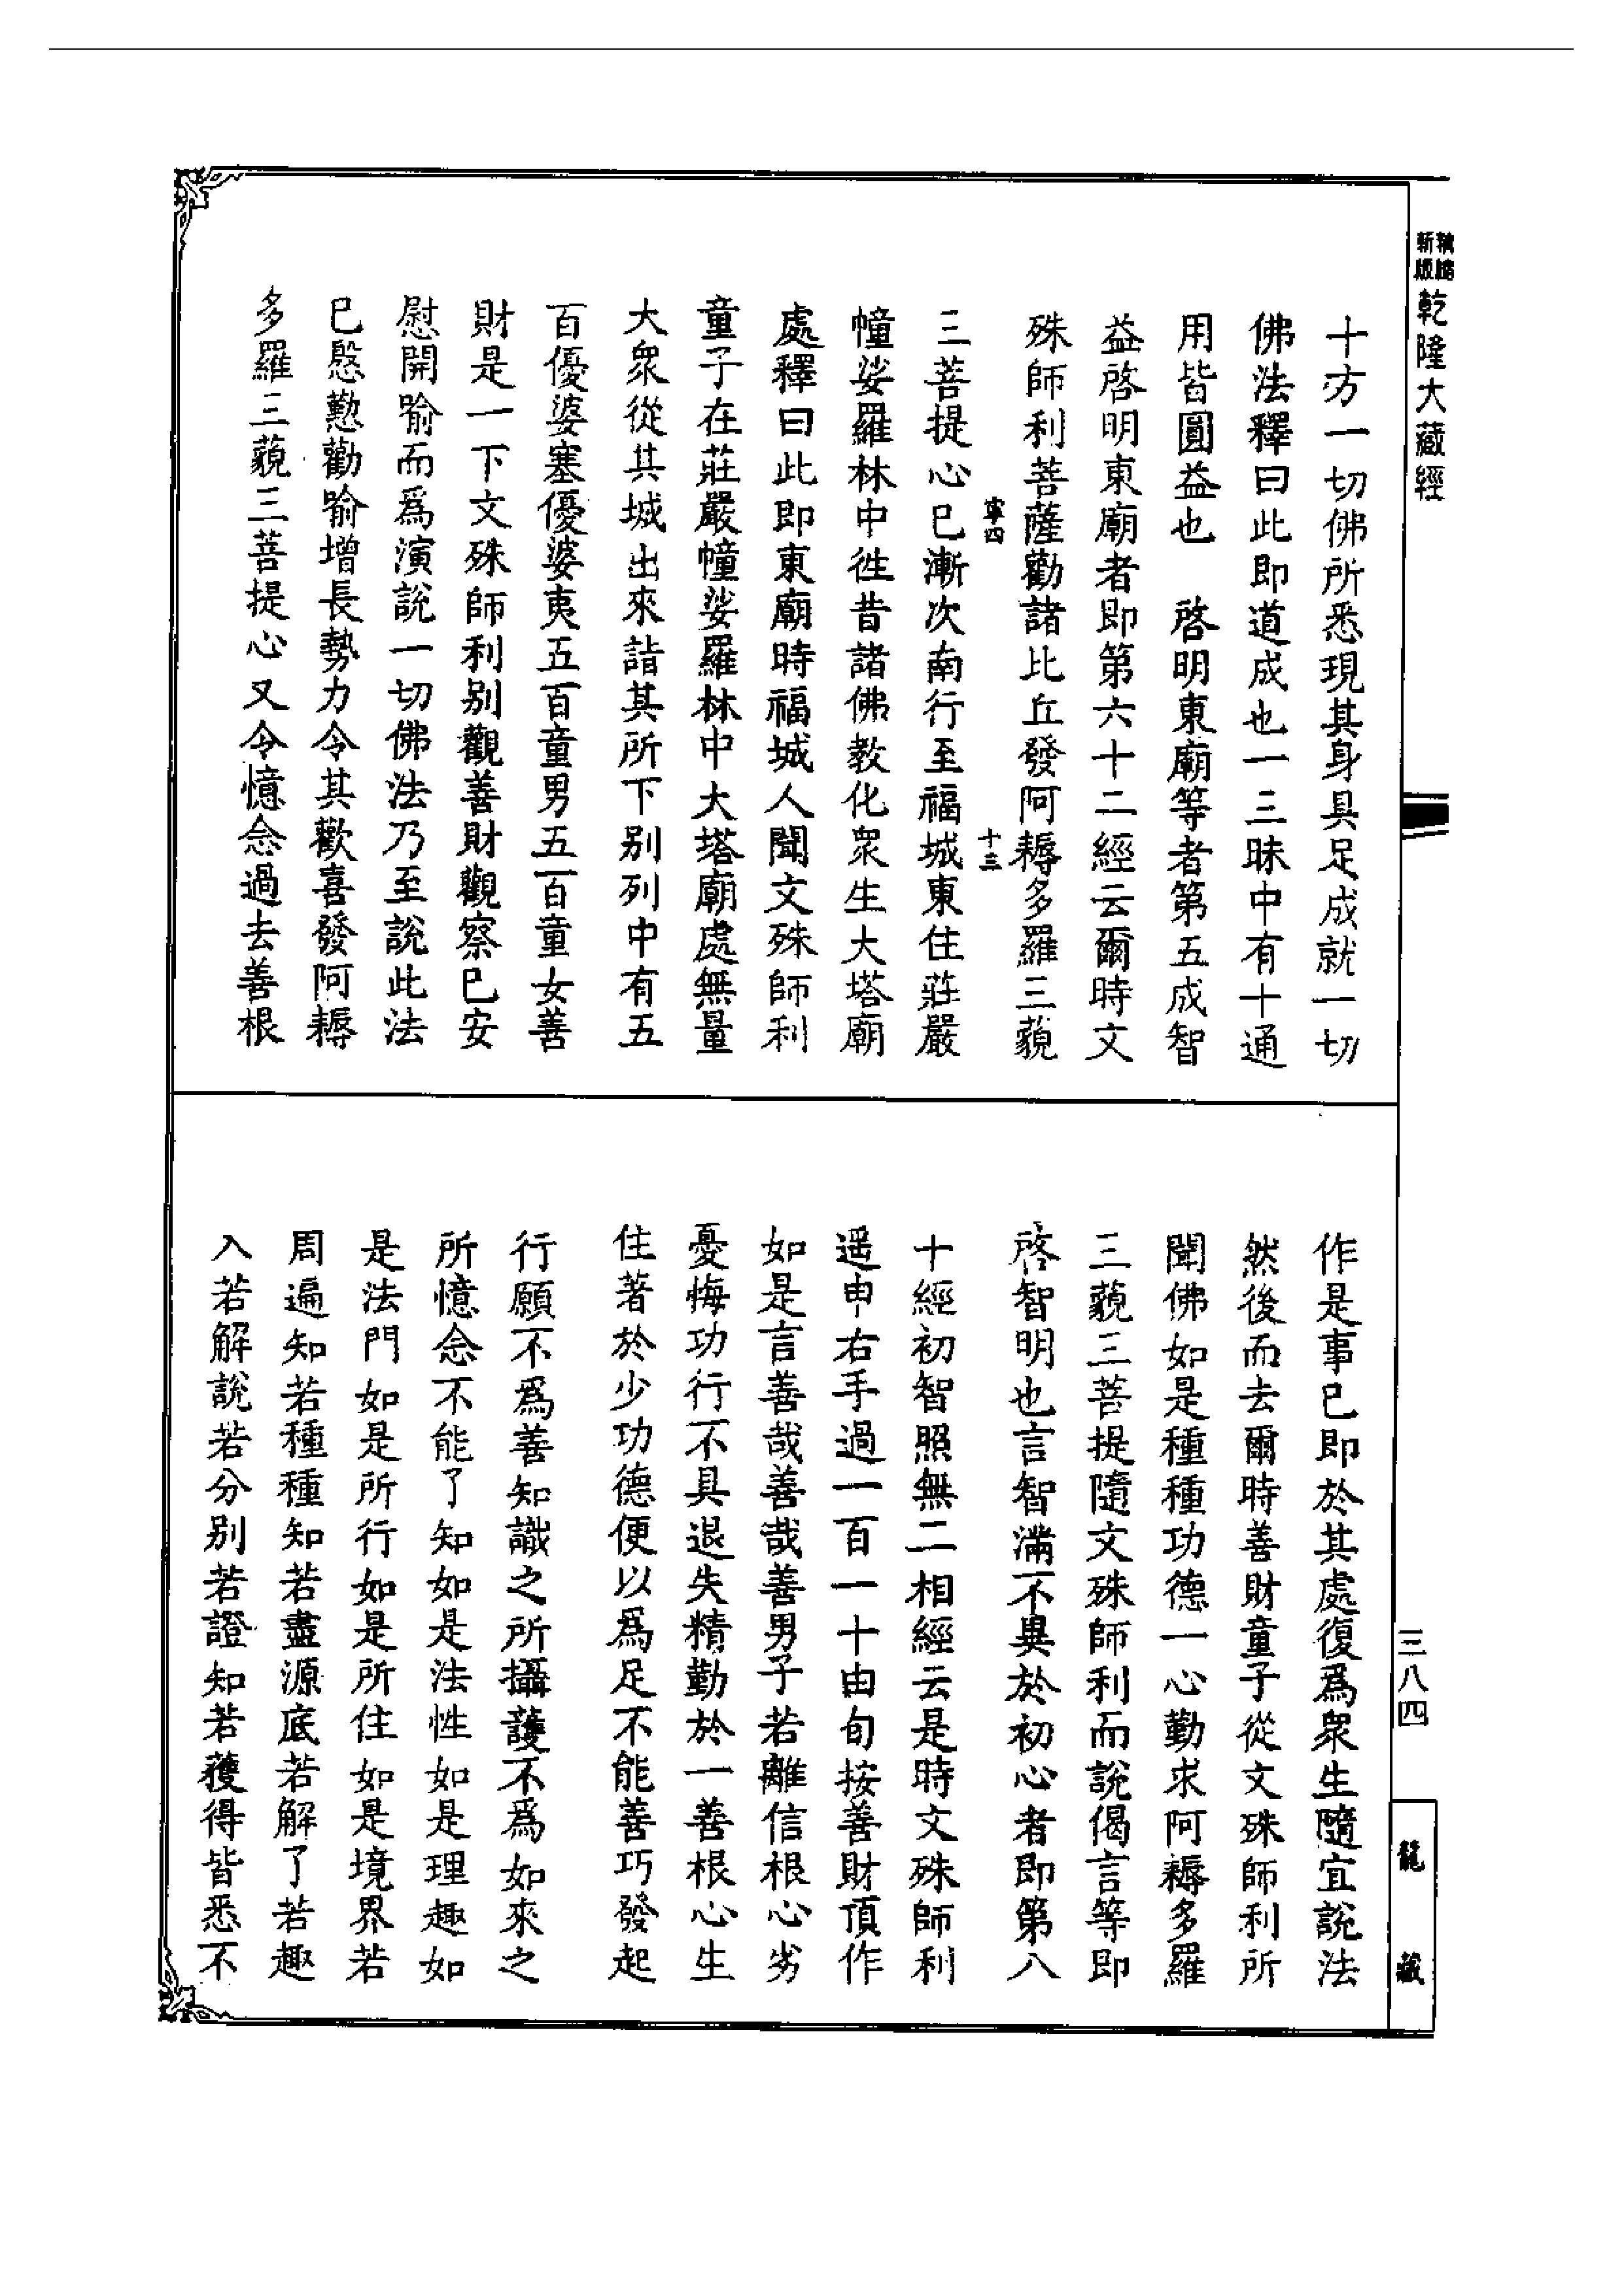 乾隆大藏經
十方一切佛所悉現其身具足成就一切
佛法釋曰此即道成也一三昧中有十通
用皆圓益也　啓明東廟等者第五成智
益啓明東廟者即第六十二經云爾時文
殊師利菩薩勸諸比丘發阿耨多羅三藐
寧四　十三
三菩提心已漸次南行至福城東住莊嚴
幢娑羅林中徃昔諸佛教化眾生大塔廟
處釋曰此即東廟時福城人聞文殊師利
童子在莊嚴幢娑羅林中大塔廟處無量
大眾從其城出來詣其所下別列中有五
百優婆塞優婆夷五百童男五百童女善
財是一下文殊師利別觀善財觀察已安
慰開喻而爲演說一切佛法乃至說此法
已慇懃勸喻增長勢力令其歡喜發阿耨
多羅三藐三菩提心又令憶念過去善根
作是事已即於其處復爲眾生隨宜說法
然後而去爾時善財童子從文殊師利所
聞佛如是種種功德一心勤求阿耨多羅
三藐三菩提隨文殊師利而說偈言等即
啓智明也言智滿不異於初心者即第八
十經初智照無二相經云是時文殊師利
遥申右手過一百一十由旬按善財頂作
如是言善哉善哉善男子若離信根心劣
憂悔功行不具退失精勤於一善根心生
住著於少功德便以爲足不能善巧發起
行願不爲善知識之所攝護不爲如來之
所憶念不能了知如是法性如是理趣如
是法門如是所行如是所住如是境界若
周遍知若種種知若盡源底若解了若趣
入若解說若分別若證知若獲得皆悉不
三八四
龍藏